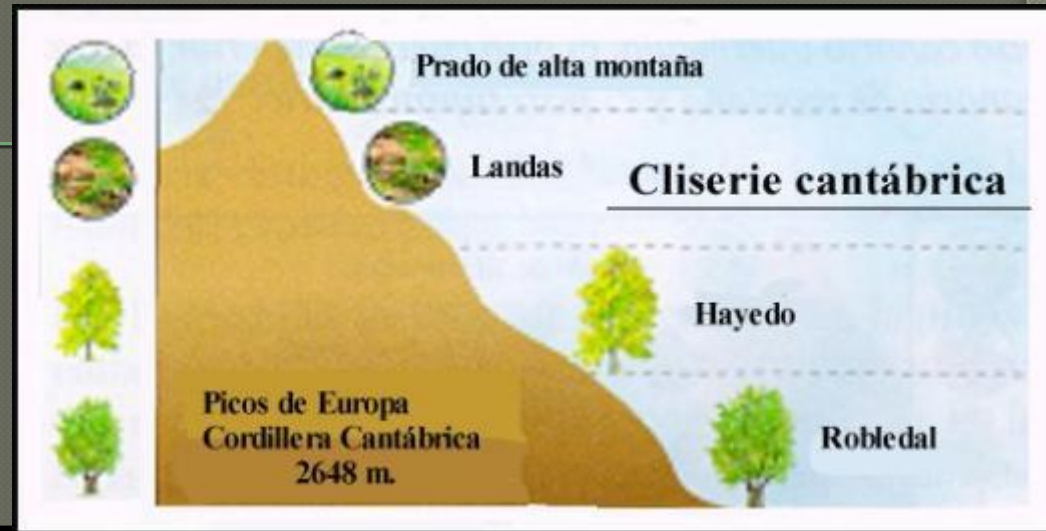 Prado de alta montaña
Landas
Cliserie cantábrica
Hayedo
Picos de Europa
Cordillera Cantábrica
2648 m.
Robledal